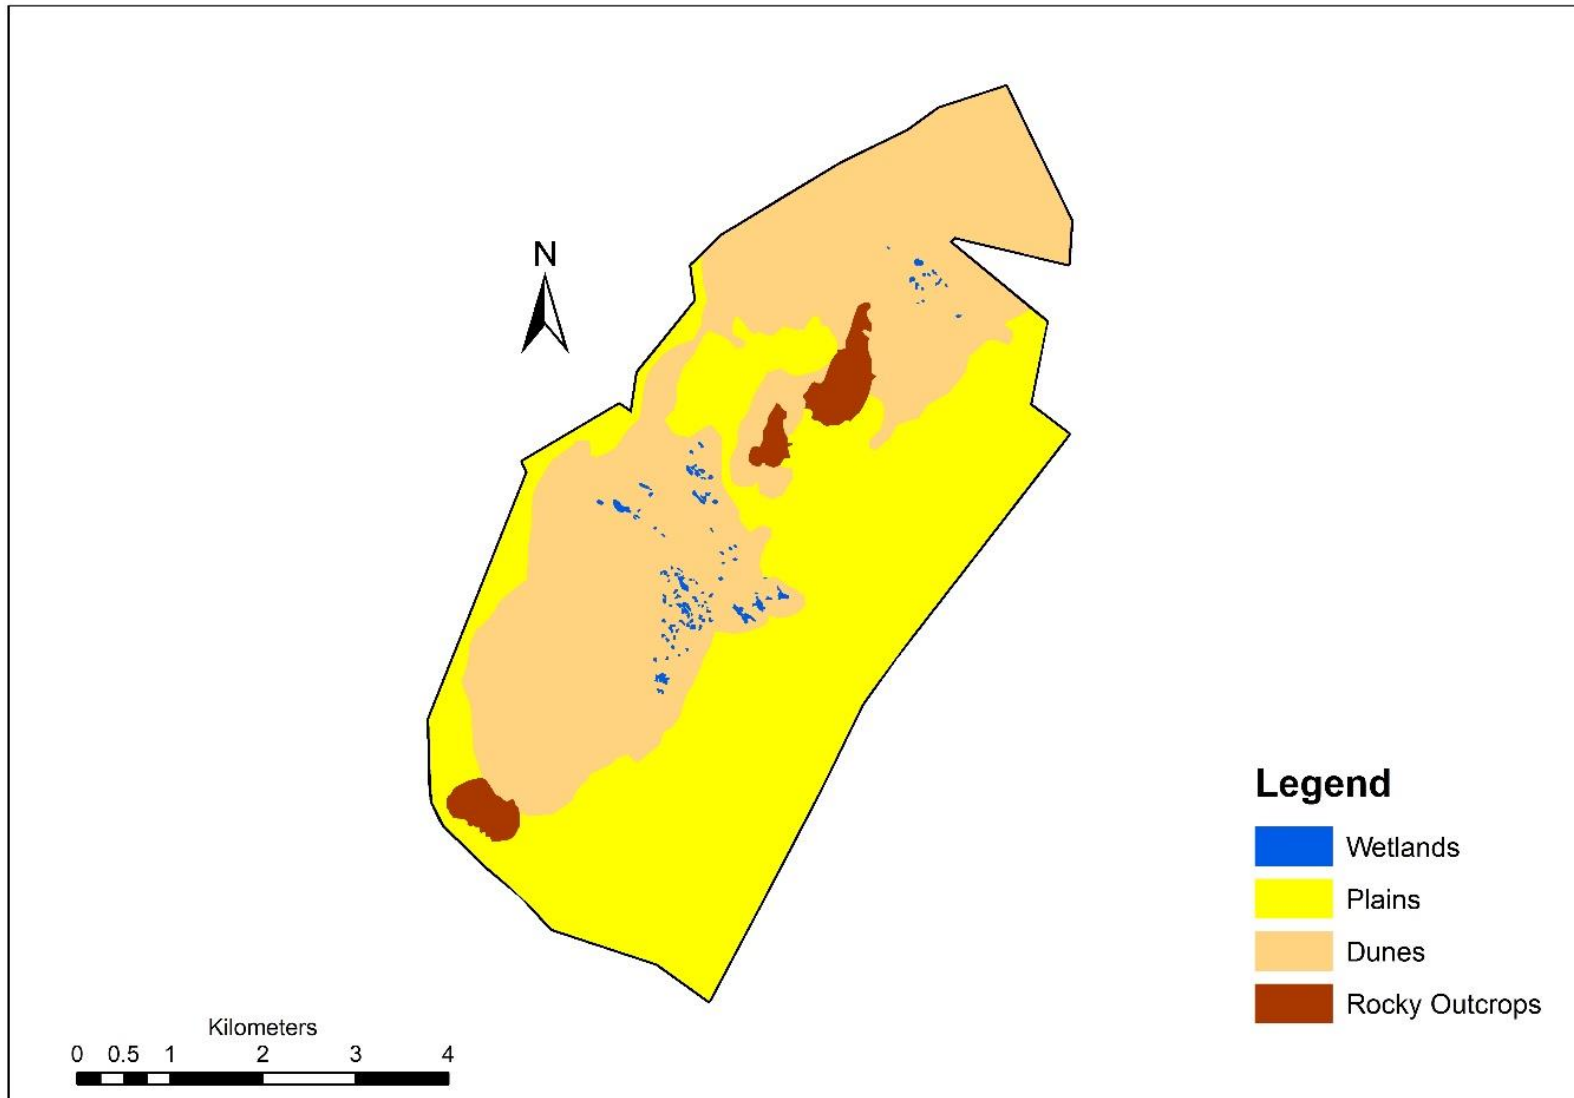 N
Legend
Wetlands
Plains
Dunes
Rocky Outcrops
Kilometers
0 0.5 1 2 3 4